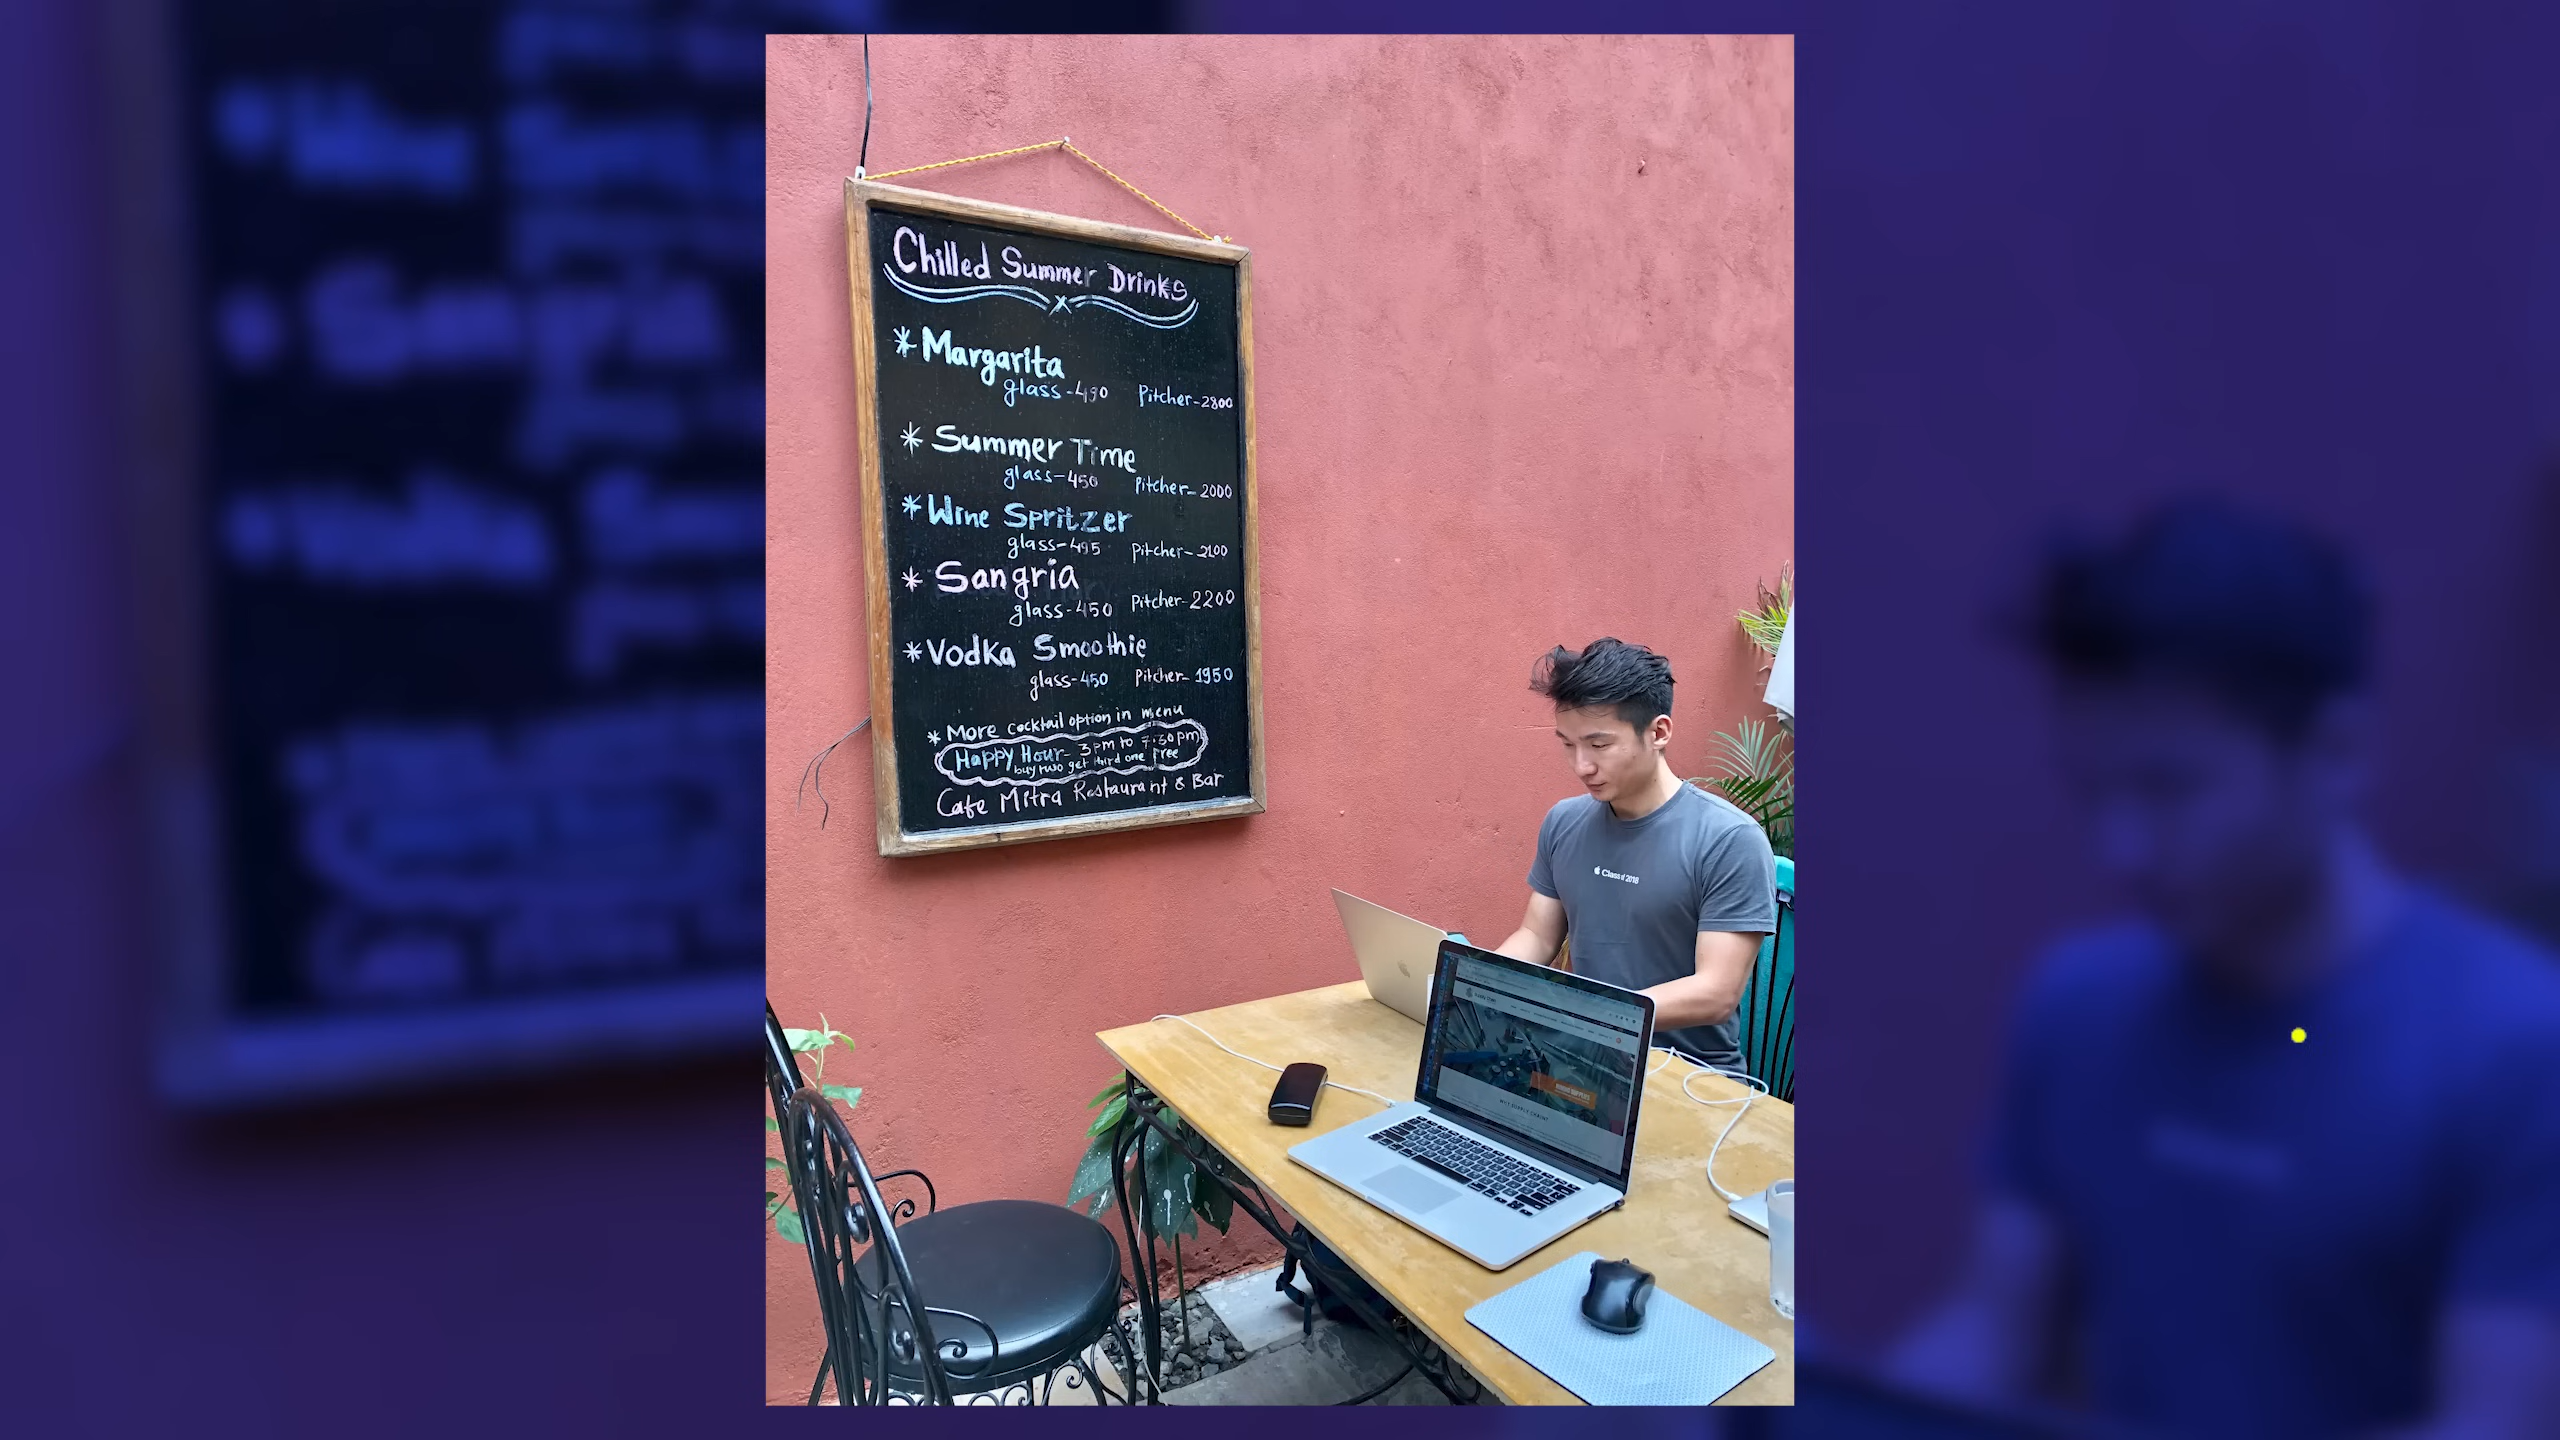 Chilled Summer Drinks
* Margarita
glass-490 Pitcher-2800
* Summer Time
glass-450 Pitcher-2000
* Wine Spritzer
glass-495 Pitcher-2100
* Sangria
glass-450 Pitcher-2200
* Vodka Smoothie
glass-450 Pitcher-1950
* More cocktail option in menu
Happy Hour- 3pm to 7:30pm
buy two get third one free
Cafe Mitra Restaurant & Bar
Class of 2018